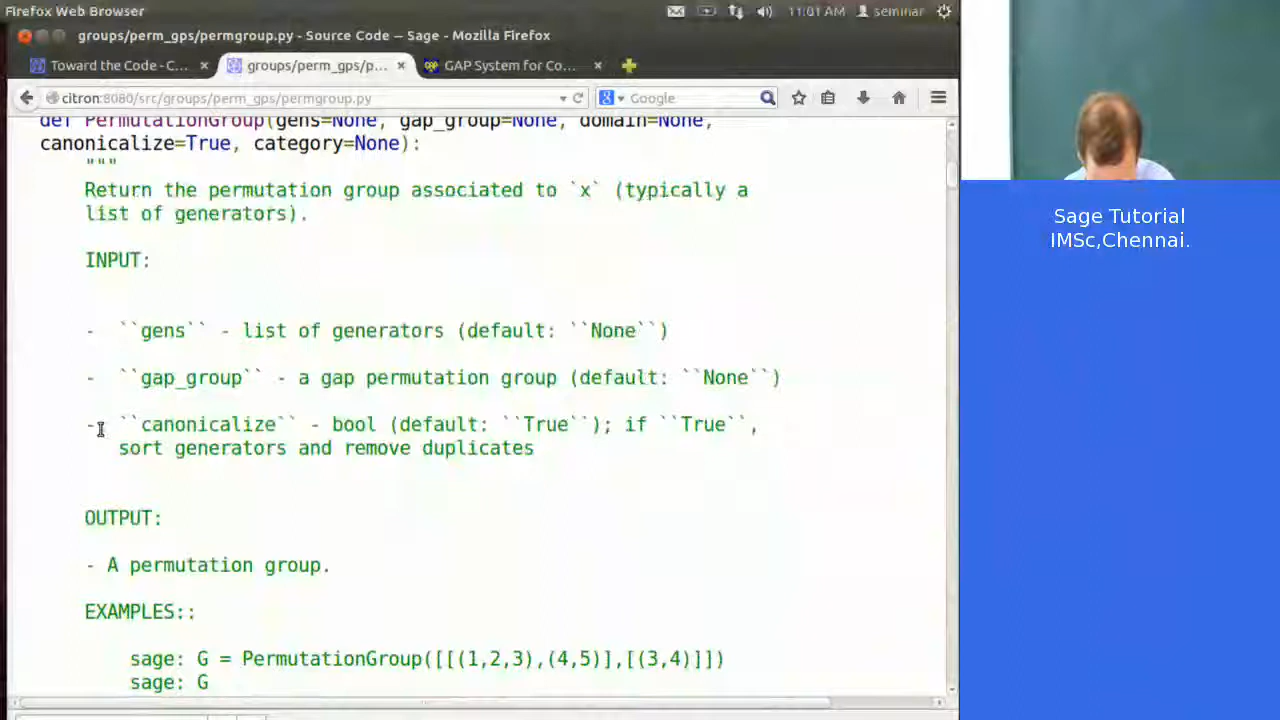 Firefox Web Browser
11:01 AM seminar
groups/perm_gps/permgroup.py - Source Code – Sage - Mozilla Firefox
Toward the Code - C... groups/perm_gps/p... GAP System for Co...
citron:8080/src/groups/perm_gps/permgroup.py Google
def PermutationGroup(gens=None, gap_group=None, domain=None,
canonicalize=True, category=None):
"""
Return the permutation group associated to `x` (typically a
list of generators).
INPUT:
- ``gens`` - list of generators (default: ``None``)
- ``gap_group`` - a gap permutation group (default: ``None``)
- ``canonicalize`` - bool (default: ``True``); if ``True``,
sort generators and remove duplicates
OUTPUT:
- A permutation group.
EXAMPLES::
sage: G = PermutationGroup([[(1,2,3),(4,5)],[(3,4)]])
sage: G
Sage Tutorial
IMSc,Chennai.